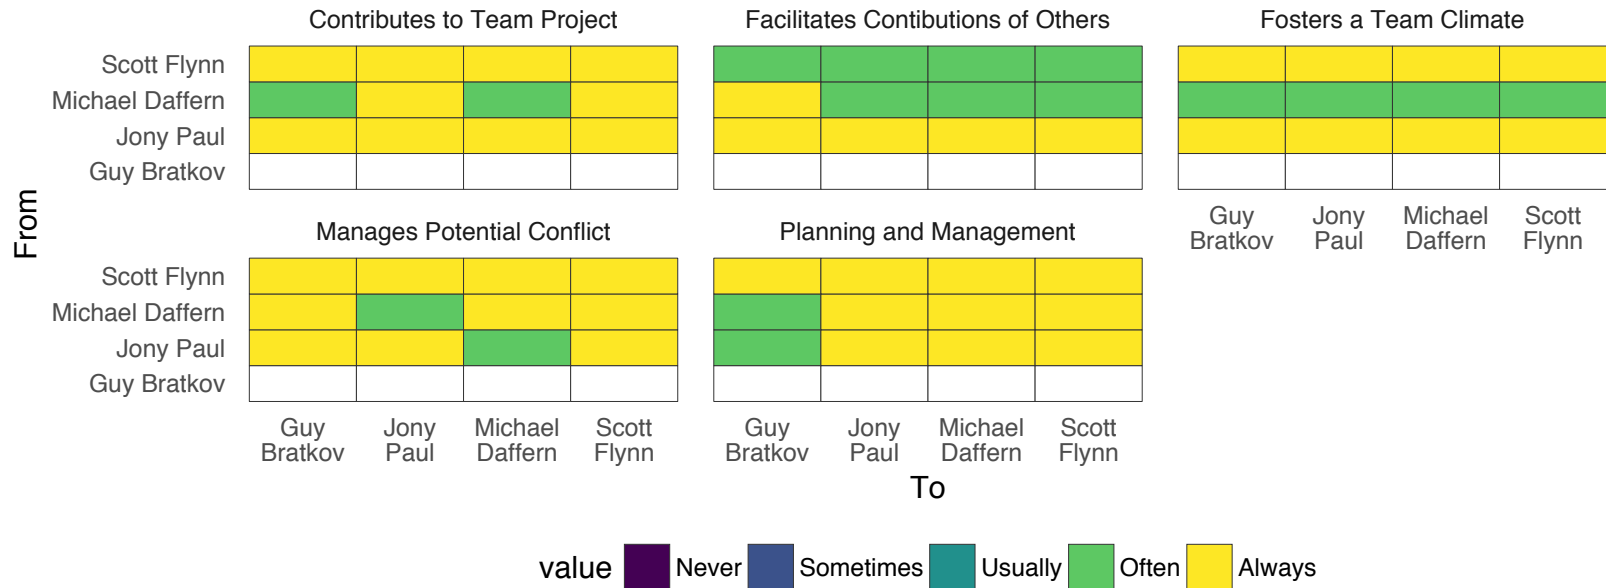 Contributes to Team Project
Facilitates Contibutions of Others
Fosters a Team Climate
Scott Flynn
Michael Daffern
Jony Paul
Guy Bratkov
Guy Bratkov
Jony Paul
Michael Daffern
Scott Flynn
From
Manages Potential Conflict
Planning and Management
Scott Flynn
Michael Daffern
Jony Paul
Guy Bratkov
Guy Bratkov
Jony Paul
Michael Daffern
Scott Flynn
Guy Bratkov
Jony Paul
Michael Daffern
Scott Flynn
To
value Never Sometimes Usually Often Always